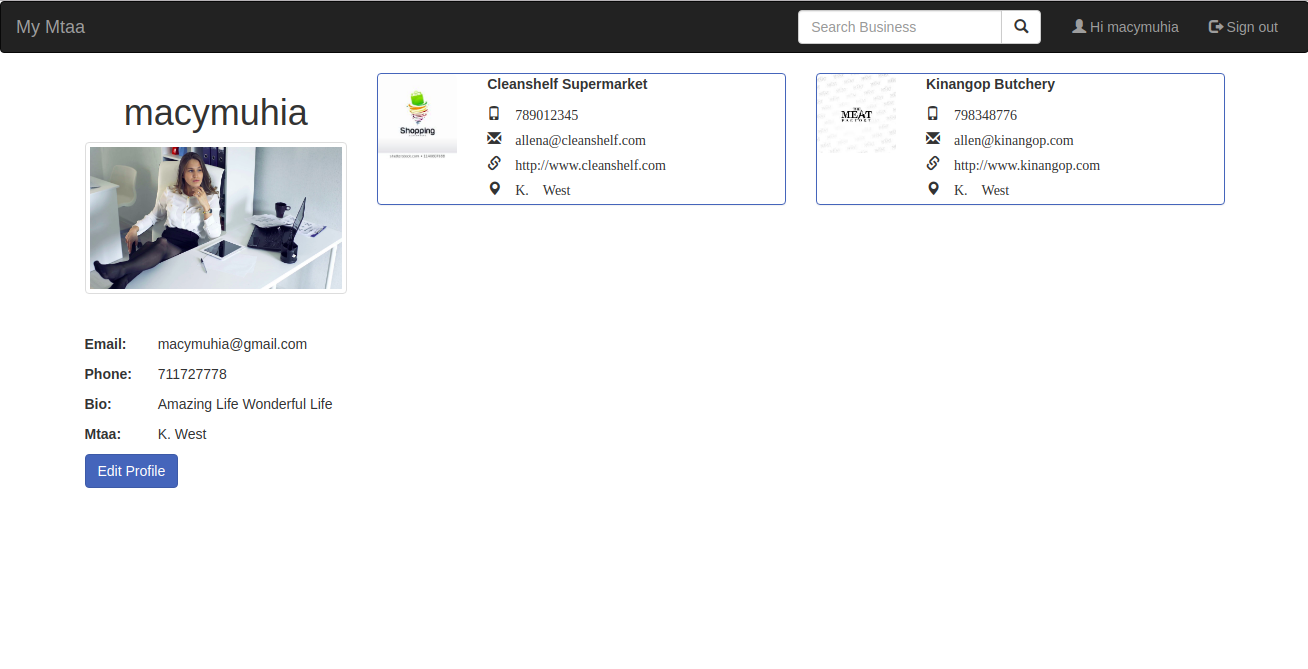 My Mtaa
Search Business
Hi macymuhia
Sign out
macymuhia
Email: macymuhia@gmail.com
Phone: 711727778
Bio: Amazing Life Wonderful Life
Mtaa: K. West
Edit Profile
Shopping
Cleanshelf Supermarket
789012345
allena@cleanshelf.com
http://www.cleanshelf.com
K. West
THE
MEAT
Kinangop Butchery
798348776
allen@kinangop.com
http://www.kinangop.com
K. West